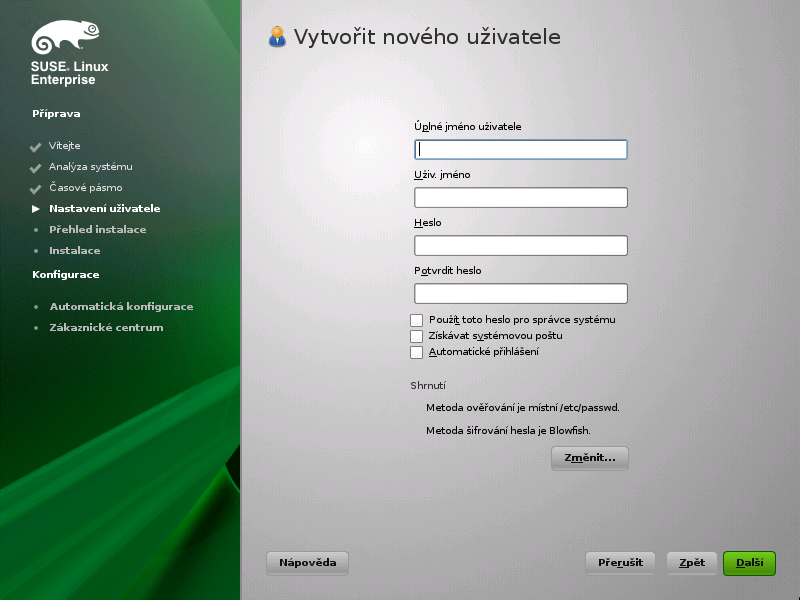 SUSE. Linux
Enterprise
Příprava
Vítejte
Analýza systému
Časové pásmo
Nastavení uživatele
Přehled instalace
Instalace
Konfigurace
Automatická konfigurace
Zákaznické centrum
Vytvořit nového uživatele
Úplné jméno uživatele
Uživ. jméno
Heslo
Potvrdit heslo
Použít toto heslo pro správce systému
Získávat systémovou poštu
Automatické přihlášení
Shrnutí
Metoda ověřování je místní /etc/passwd.
Metoda šifrování hesla je Blowfish.
Změnit...
Nápověda
Přerušit
Zpět
Další